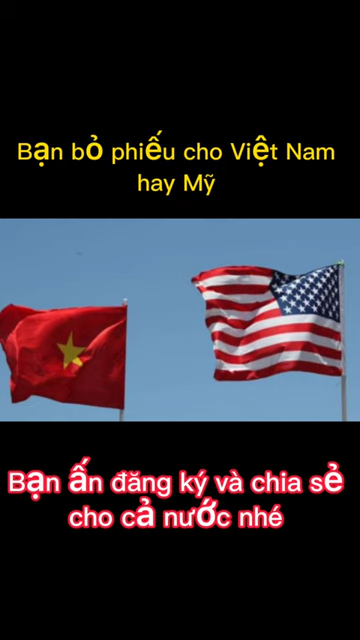 Bạn bỏ phiếu cho Việt Nam
hay Mỹ
Bạn ấn đăng ký và chia sẻ
cho cả nước nhé